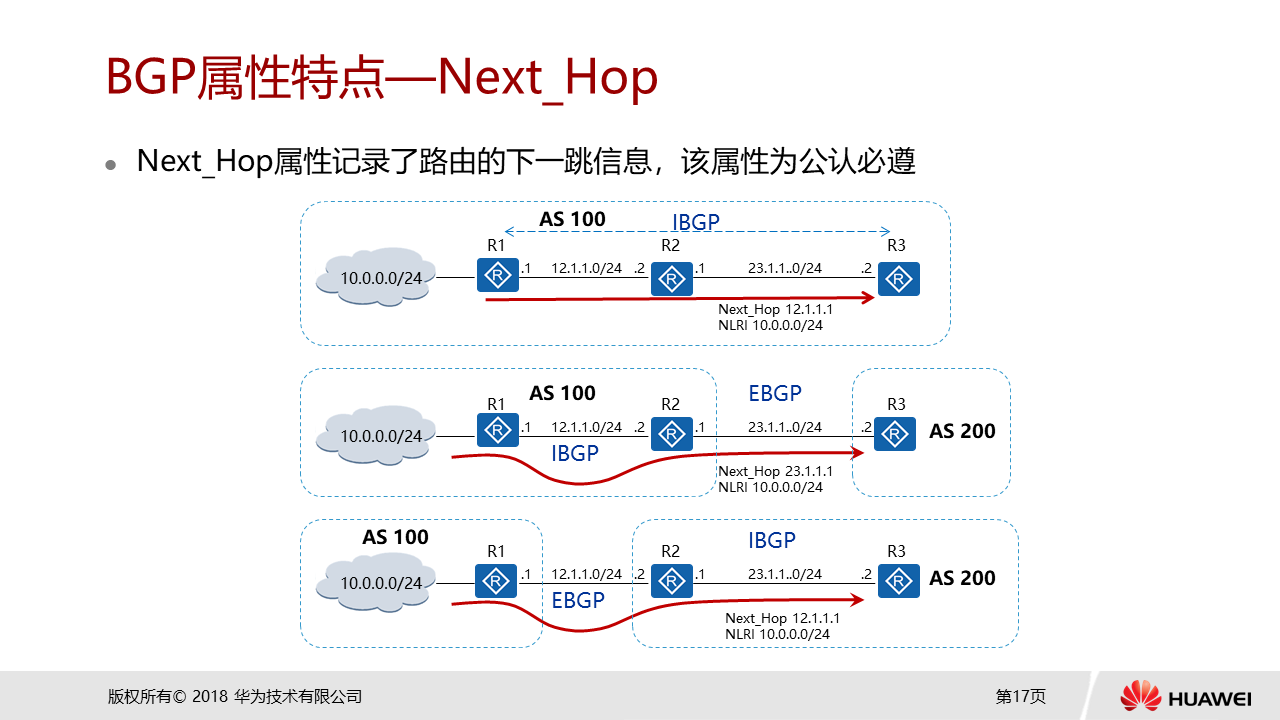 BGP属性特点—Next_Hop
Next_Hop属性记录了路由的下一跳信息，该属性为公认必遵
AS 100
IBGP
R1
R2
R3
10.0.0.0/24
.1
12.1.1.0/24
.2
.1
23.1.1..0/24
.2
R
R
R
Next_Hop 12.1.1.1
NLRI 10.0.0.0/24
AS 100
EBGP
R1
R2
R3
10.0.0.0/24
.1
12.1.1.0/24
.2
.1
23.1.1..0/24
.2
R
R
R
AS 200
IBGP
Next_Hop 23.1.1.1
NLRI 10.0.0.0/24
AS 100
IBGP
R1
R2
R3
10.0.0.0/24
.1
12.1.1.0/24
.2
.1
23.1.1..0/24
.2
R
R
R
AS 200
EBGP
Next_Hop 12.1.1.1
NLRI 10.0.0.0/24
版权所有© 2018 华为技术有限公司
第17页
HUAWEI